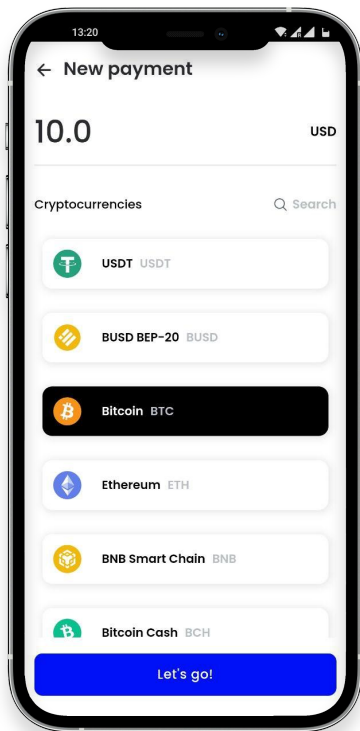 13:20
← New payment
10.0 USD
Cryptocurrencies Search
USDT USDT
BUSD BEP-20 BUSD
Bitcoin BTC
Ethereum ETH
BNB Smart Chain BNB
Bitcoin Cash BCH
Let's go!